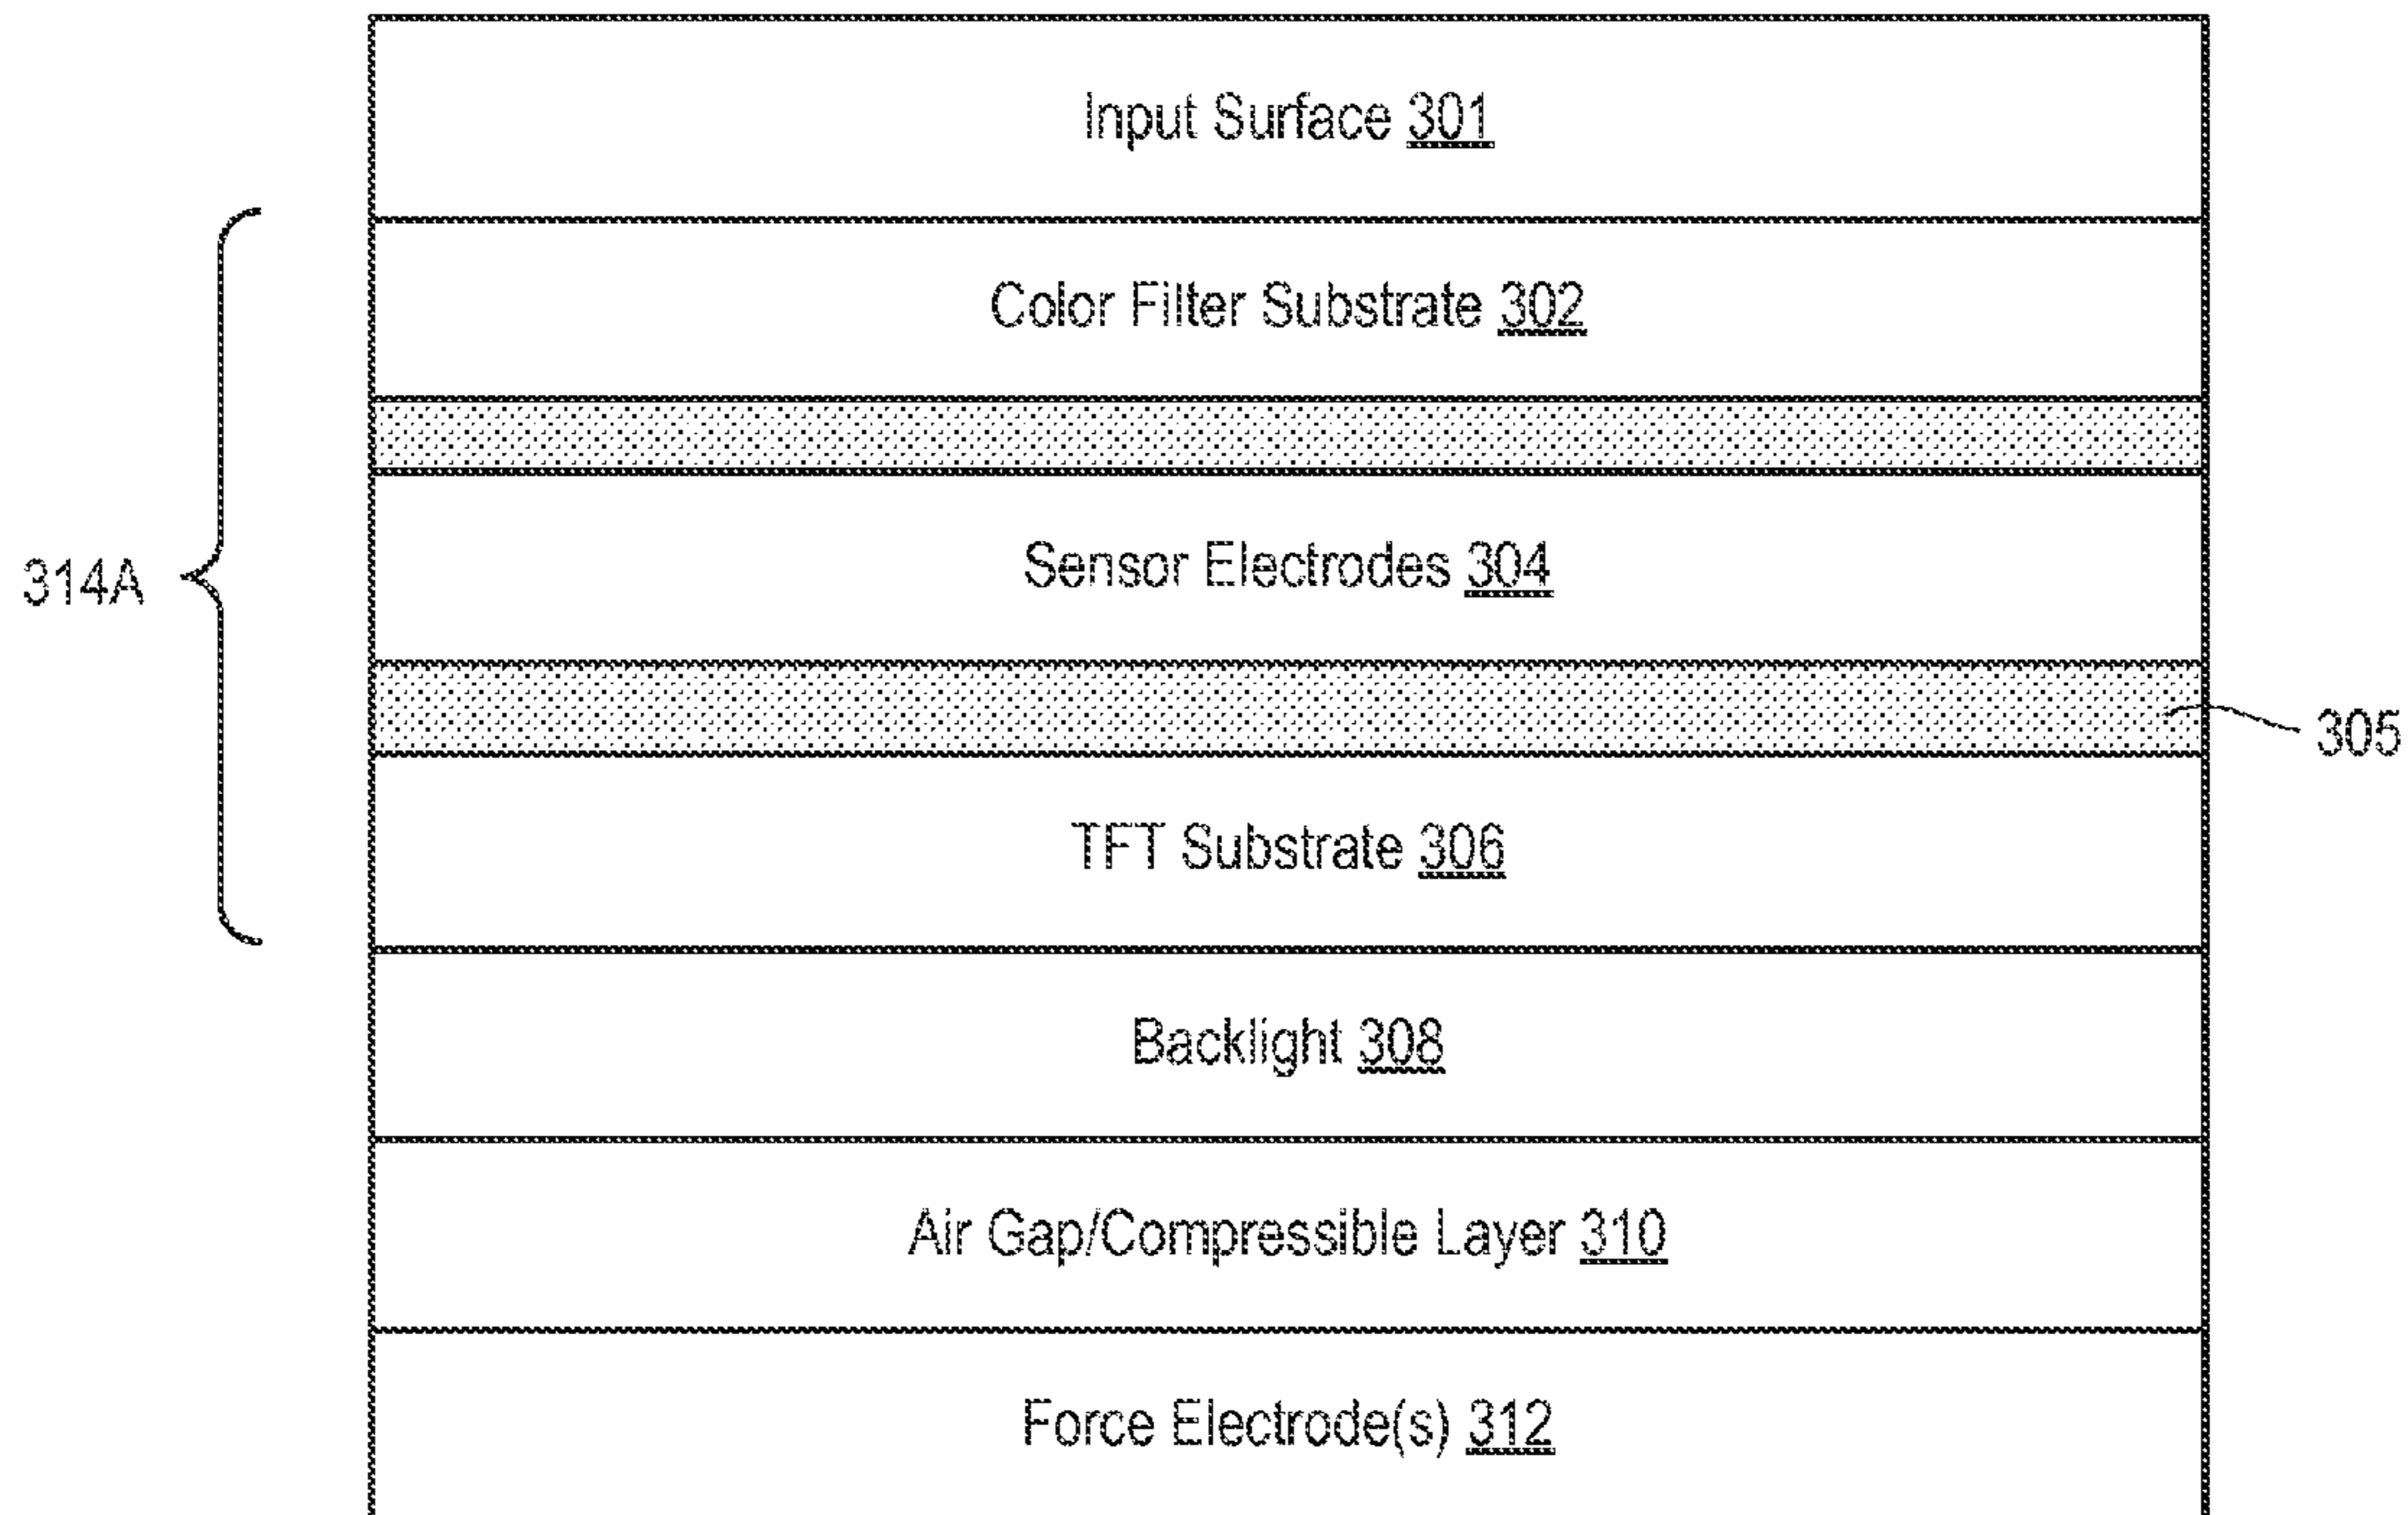 Input Surface 301
Color Filter Substrate 302
Sensor Electrodes 304
314A
305
TFT Substrate 306
Backlight 308
Air Gap/Compressible Layer 310
Force Electrode(s) 312